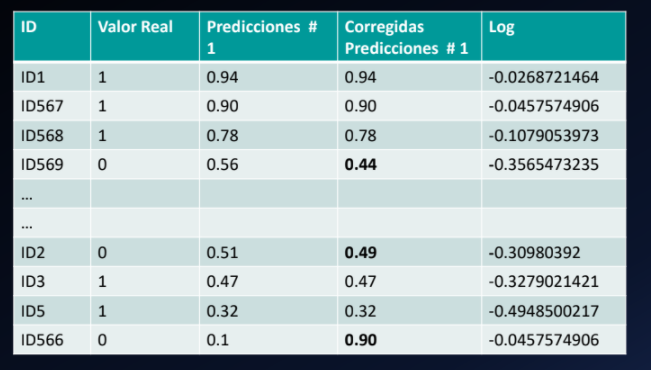 ID Valor Real Predicciones # 1 Corregidas Predicciones # 1 Log
ID1 1 0.94 0.94 -0.0268721464
ID567 1 0.90 0.90 -0.0457574906
ID568 1 0.78 0.78 -0.1079053973
ID569 0 0.56 0.44 -0.3565473235
...
...
ID2 0 0.51 0.49 -0.30980392
ID3 1 0.47 0.47 -0.3279021421
ID5 1 0.32 0.32 -0.4948500217
ID566 0 0.1 0.90 -0.0457574906